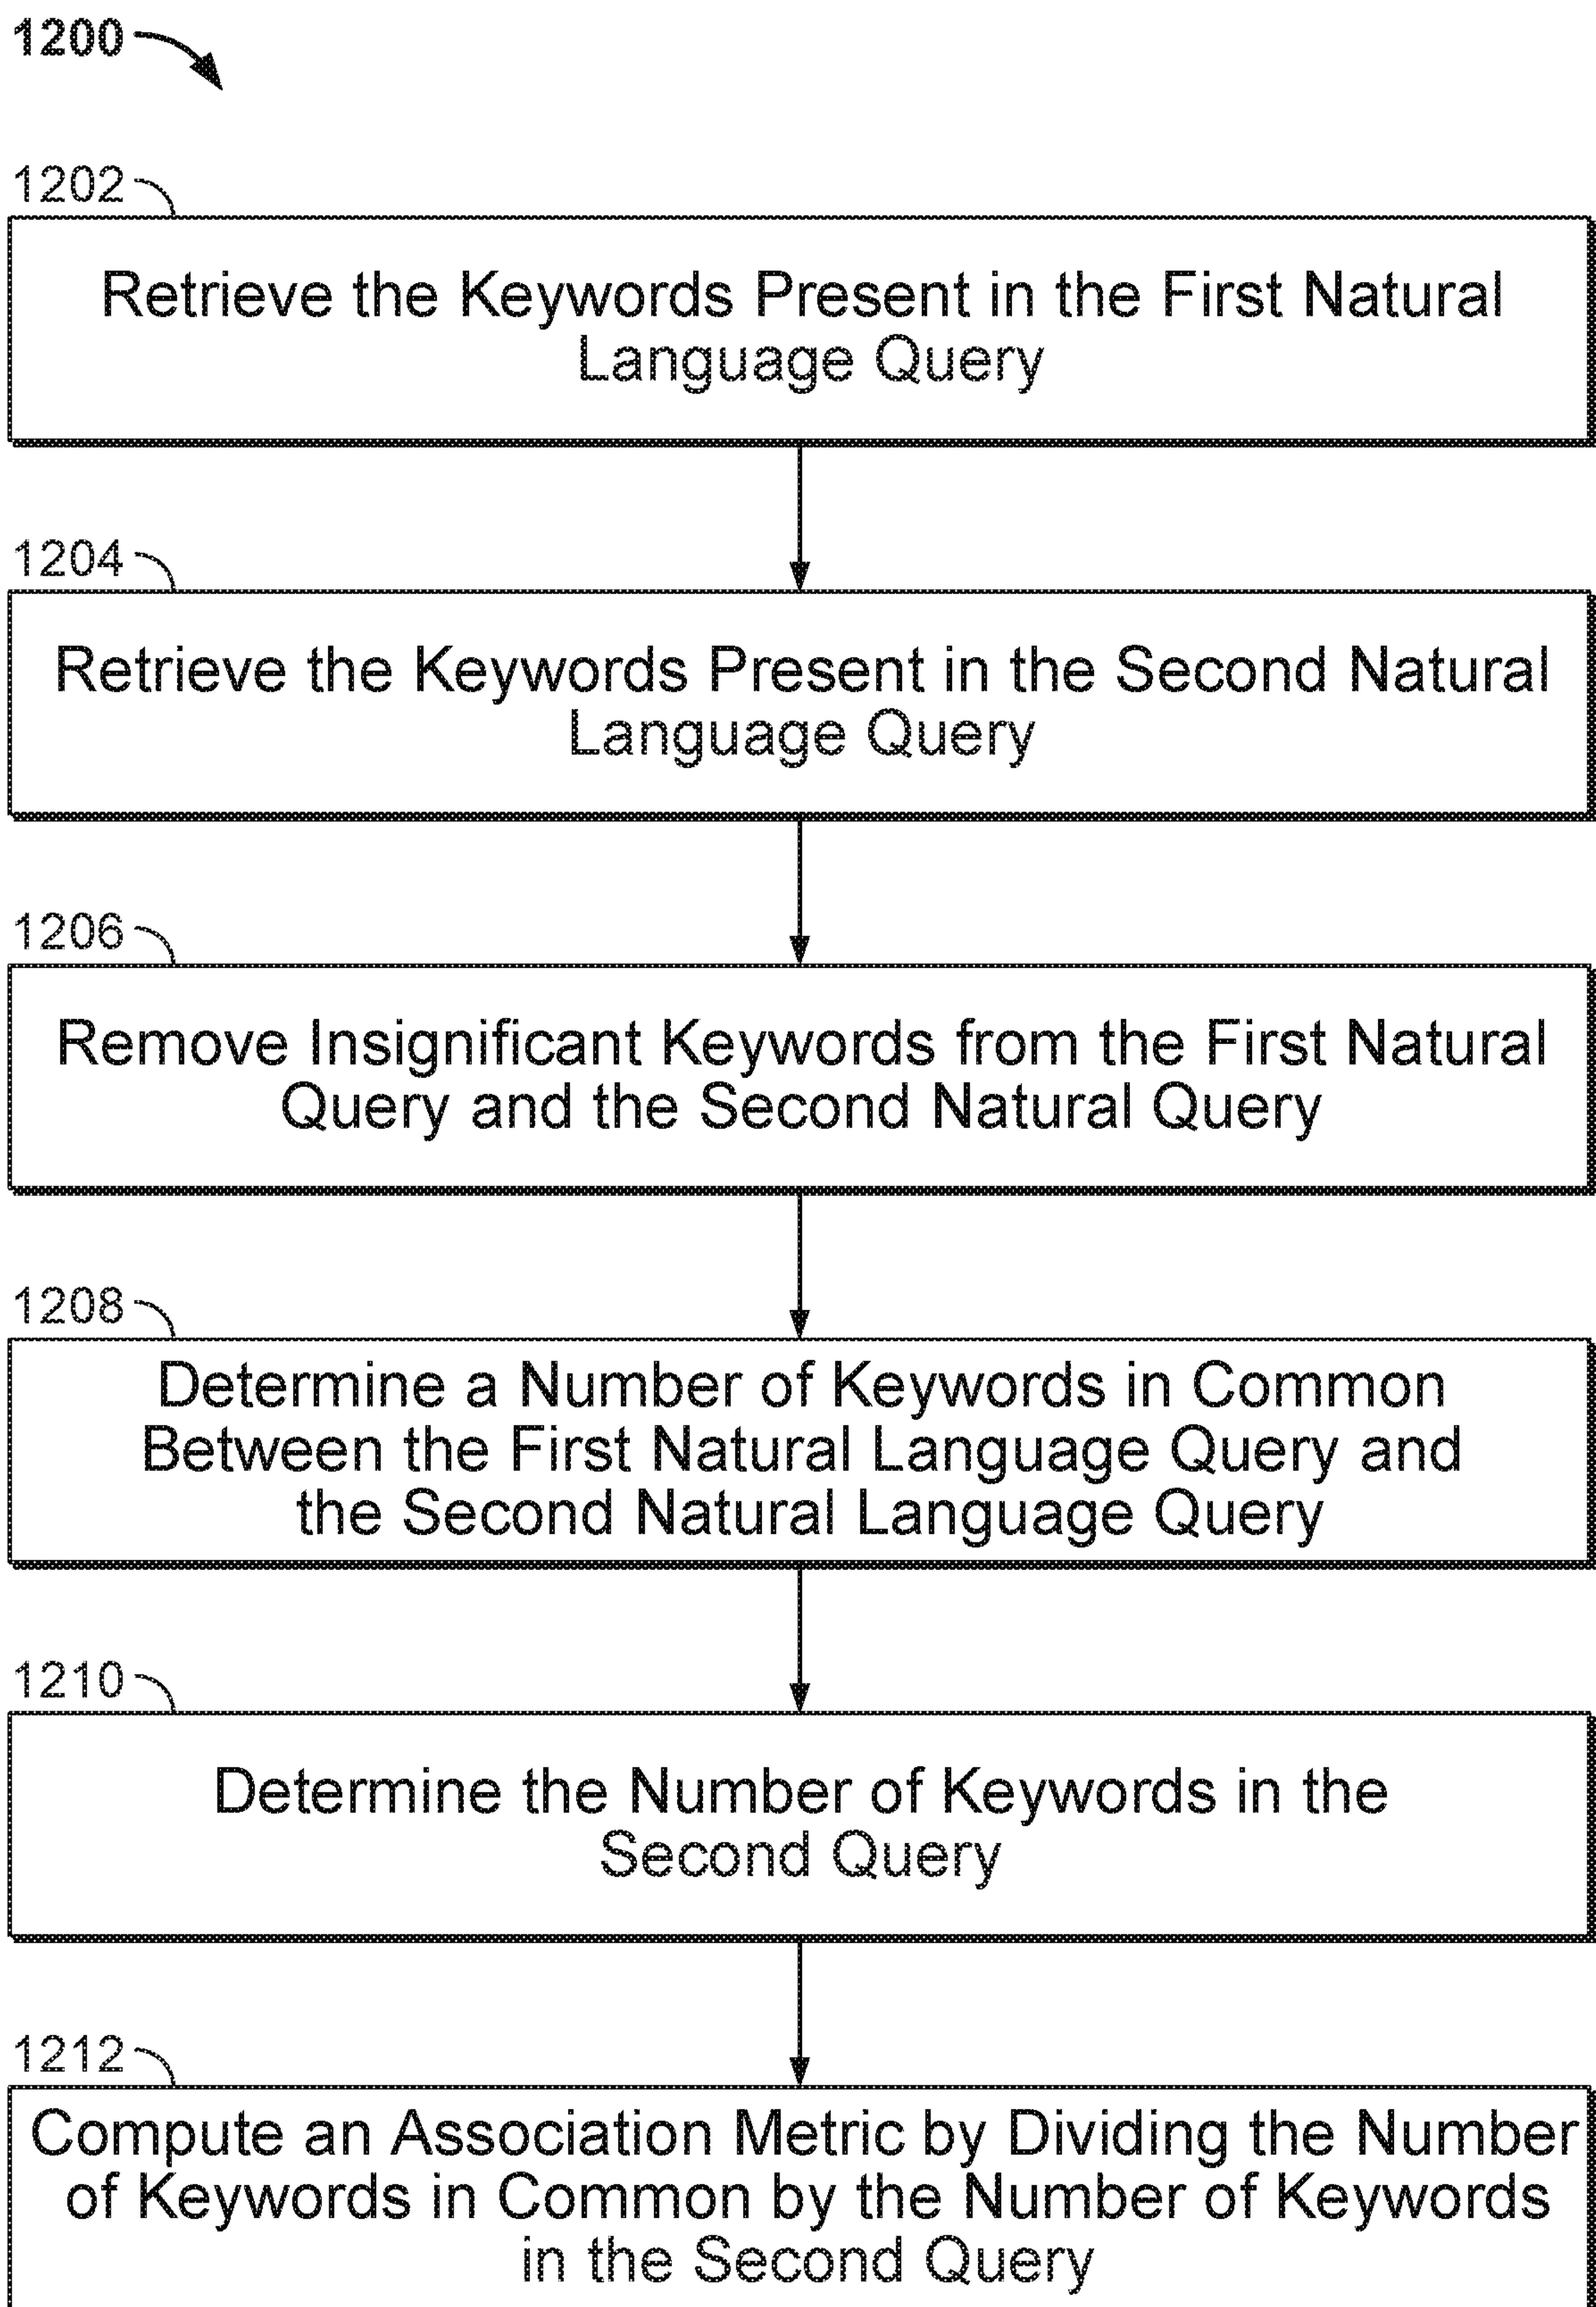 1200
1202
Retrieve the Keywords Present in the First Natural
Language Query
1204
Retrieve the Keywords Present in the Second Natural
Language Query
1206
Remove Insignificant Keywords from the First Natural
Query and the Second Natural Query
1208
Determine a Number of Keywords in Common
Between the First Natural Language Query and
the Second Natural Language Query
1210
Determine the Number of Keywords in the
Second Query
1212
Compute an Association Metric by Dividing the Number
of Keywords in Common by the Number of Keywords
in the Second Query